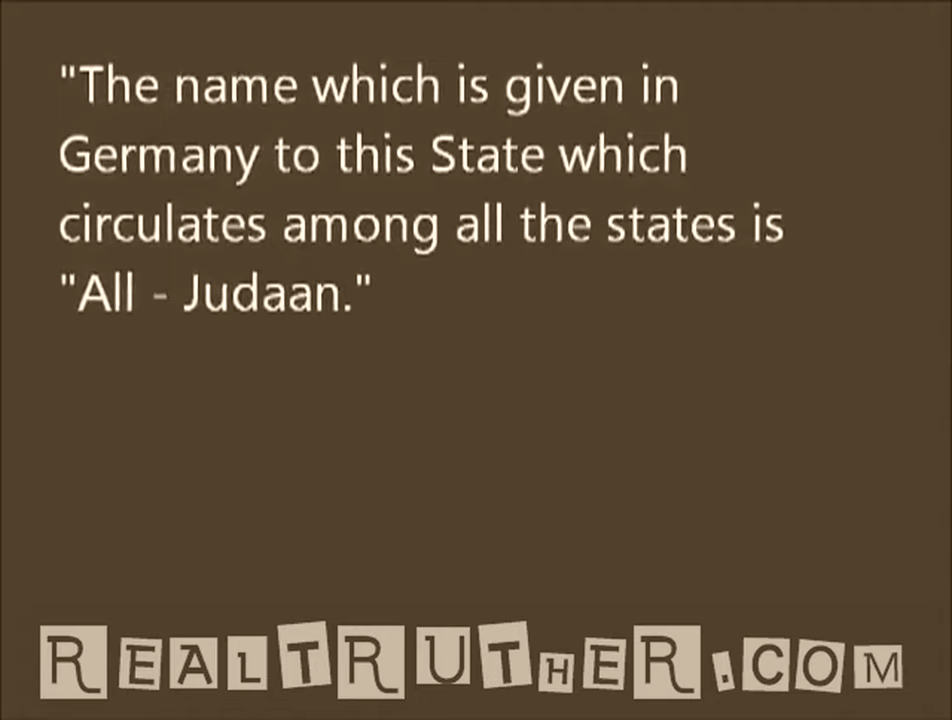 "The name which is given in
Germany to this State which
circulates among all the states is
"All - Judaan."
REALTRUTHER.COM